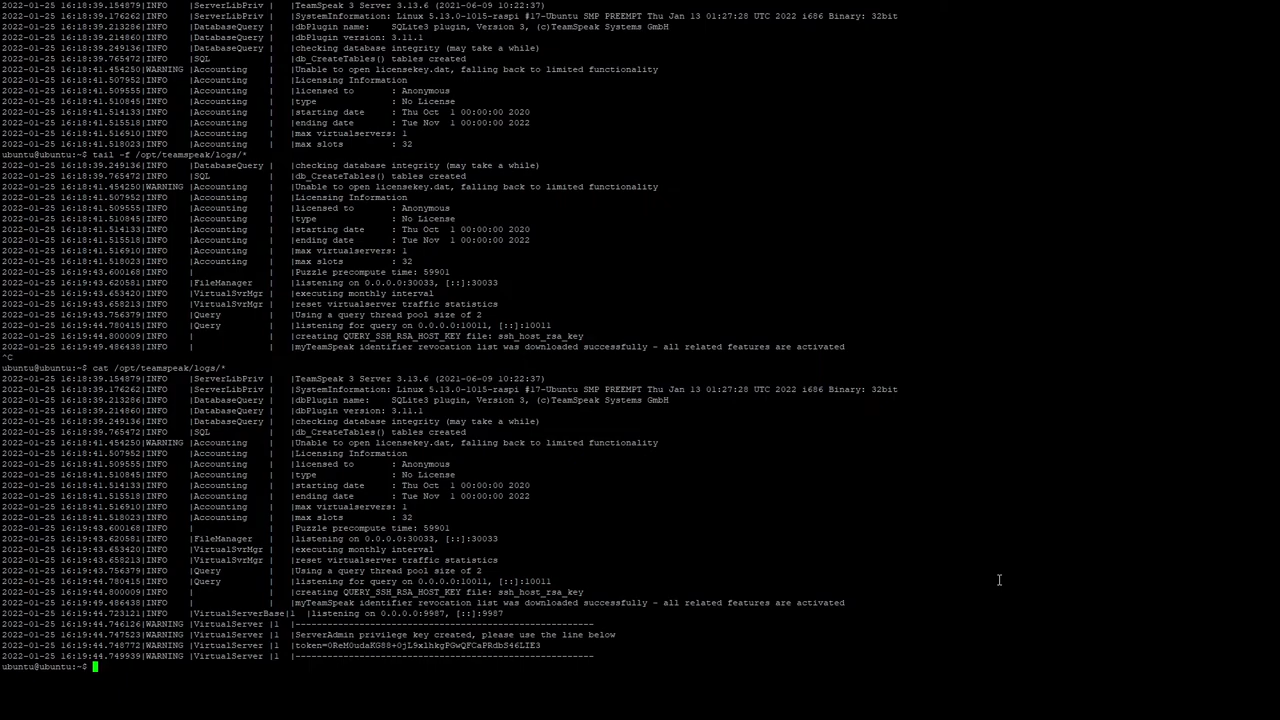 2022-01-25 16:18:39.154879|INFO    |ServerLibPriv |   |TeamSpeak 3 Server 3.13.6 (2021-06-09 10:22:37)
2022-01-25 16:18:39.176262|INFO    |ServerLibPriv |   |SystemInformation: Linux 5.13.0-1015-raspi #17-Ubuntu SMP PREEMPT Thu Jan 13 01:27:28 UTC 2022 i686 Binary: 32bit
2022-01-25 16:18:39.213286|INFO    |DatabaseQuery |   |dbPlugin name:    SQLite3 plugin, Version 3, (c)TeamSpeak Systems GmbH
2022-01-25 16:18:39.214860|INFO    |DatabaseQuery |   |dbPlugin version: 3.11.1
2022-01-25 16:18:39.249136|INFO    |DatabaseQuery |   |checking database integrity (may take a while)
2022-01-25 16:18:39.765472|INFO    |SQL           |   |db_CreateTables() tables created
2022-01-25 16:18:41.454250|WARNING |Accounting    |   |Unable to open licensekey.dat, falling back to limited functionality
2022-01-25 16:18:41.507952|INFO    |Accounting    |   |Licensing Information
2022-01-25 16:18:41.509555|INFO    |Accounting    |   |licensed to       : Anonymous
2022-01-25 16:18:41.510845|INFO    |Accounting    |   |type              : No License
2022-01-25 16:18:41.514133|INFO    |Accounting    |   |starting date     : Thu Oct  1 00:00:00 2020
2022-01-25 16:18:41.515518|INFO    |Accounting    |   |ending date       : Tue Nov  1 00:00:00 2022
2022-01-25 16:18:41.516910|INFO    |Accounting    |   |max virtualservers: 1
2022-01-25 16:18:41.518023|INFO    |Accounting    |   |max slots         : 32
ubuntu@ubuntu:~$ tail -f /opt/teamspeak/logs/*
2022-01-25 16:18:39.249136|INFO    |DatabaseQuery |   |checking database integrity (may take a while)
2022-01-25 16:18:39.765472|INFO    |SQL           |   |db_CreateTables() tables created
2022-01-25 16:18:41.454250|WARNING |Accounting    |   |Unable to open licensekey.dat, falling back to limited functionality
2022-01-25 16:18:41.507952|INFO    |Accounting    |   |Licensing Information
2022-01-25 16:18:41.509555|INFO    |Accounting    |   |licensed to       : Anonymous
2022-01-25 16:18:41.510845|INFO    |Accounting    |   |type              : No License
2022-01-25 16:18:41.514133|INFO    |Accounting    |   |starting date     : Thu Oct  1 00:00:00 2020
2022-01-25 16:18:41.515518|INFO    |Accounting    |   |ending date       : Tue Nov  1 00:00:00 2022
2022-01-25 16:18:41.516910|INFO    |Accounting    |   |max virtualservers: 1
2022-01-25 16:18:41.518023|INFO    |Accounting    |   |max slots         : 32
2022-01-25 16:19:43.600168|INFO    |              |   |Puzzle precompute time: 59901
2022-01-25 16:19:43.620581|INFO    |FileManager   |   |listening on 0.0.0.0:30033, [::]:30033
2022-01-25 16:19:43.653420|INFO    |VirtualSvrMgr |   |executing monthly interval
2022-01-25 16:19:43.658213|INFO    |VirtualSvrMgr |   |reset virtualserver traffic statistics
2022-01-25 16:19:43.756379|INFO    |Query         |   |Using a query thread pool size of 2
2022-01-25 16:19:44.780415|INFO    |Query         |   |listening for query on 0.0.0.0:10011, [::]:10011
2022-01-25 16:19:44.800009|INFO    |              |   |creating QUERY_SSH_RSA_HOST_KEY file: ssh_host_rsa_key
2022-01-25 16:19:49.486438|INFO    |              |   |myTeamSpeak identifier revocation list was downloaded successfully - all related features are activated
^C
ubuntu@ubuntu:~$ cat /opt/teamspeak/logs/*
2022-01-25 16:18:39.154879|INFO    |ServerLibPriv |   |TeamSpeak 3 Server 3.13.6 (2021-06-09 10:22:37)
2022-01-25 16:18:39.176262|INFO    |ServerLibPriv |   |SystemInformation: Linux 5.13.0-1015-raspi #17-Ubuntu SMP PREEMPT Thu Jan 13 01:27:28 UTC 2022 i686 Binary: 32bit
2022-01-25 16:18:39.213286|INFO    |DatabaseQuery |   |dbPlugin name:    SQLite3 plugin, Version 3, (c)TeamSpeak Systems GmbH
2022-01-25 16:18:39.214860|INFO    |DatabaseQuery |   |dbPlugin version: 3.11.1
2022-01-25 16:18:39.249136|INFO    |DatabaseQuery |   |checking database integrity (may take a while)
2022-01-25 16:18:39.765472|INFO    |SQL           |   |db_CreateTables() tables created
2022-01-25 16:18:41.454250|WARNING |Accounting    |   |Unable to open licensekey.dat, falling back to limited functionality
2022-01-25 16:18:41.507952|INFO    |Accounting    |   |Licensing Information
2022-01-25 16:18:41.509555|INFO    |Accounting    |   |licensed to       : Anonymous
2022-01-25 16:18:41.510845|INFO    |Accounting    |   |type              : No License
2022-01-25 16:18:41.514133|INFO    |Accounting    |   |starting date     : Thu Oct  1 00:00:00 2020
2022-01-25 16:18:41.515518|INFO    |Accounting    |   |ending date       : Tue Nov  1 00:00:00 2022
2022-01-25 16:18:41.516910|INFO    |Accounting    |   |max virtualservers: 1
2022-01-25 16:18:41.518023|INFO    |Accounting    |   |max slots         : 32
2022-01-25 16:19:43.600168|INFO    |              |   |Puzzle precompute time: 59901
2022-01-25 16:19:43.620581|INFO    |FileManager   |   |listening on 0.0.0.0:30033, [::]:30033
2022-01-25 16:19:43.653420|INFO    |VirtualSvrMgr |   |executing monthly interval
2022-01-25 16:19:43.658213|INFO    |VirtualSvrMgr |   |reset virtualserver traffic statistics
2022-01-25 16:19:43.756379|INFO    |Query         |   |Using a query thread pool size of 2
2022-01-25 16:19:44.780415|INFO    |Query         |   |listening for query on 0.0.0.0:10011, [::]:10011
2022-01-25 16:19:44.800009|INFO    |              |   |creating QUERY_SSH_RSA_HOST_KEY file: ssh_host_rsa_key
2022-01-25 16:19:49.486438|INFO    |              |   |myTeamSpeak identifier revocation list was downloaded successfully - all related features are activated
2022-01-25 16:19:44.723121|INFO    |VirtualServerBase|1  |listening on 0.0.0.0:9987, [::]:9987
2022-01-25 16:19:44.746126|WARNING |VirtualServer |1  |--------------------------------------------------------
2022-01-25 16:19:44.747523|WARNING |VirtualServer |1  |ServerAdmin privilege key created, please use the line below
2022-01-25 16:19:44.748772|WARNING |VirtualServer |1  |token=0ReM0udaKG88+0jL9xlhkgPGwQFCaPRdbS46LIE3
2022-01-25 16:19:44.749939|WARNING |VirtualServer |1  |--------------------------------------------------------
ubuntu@ubuntu:~$